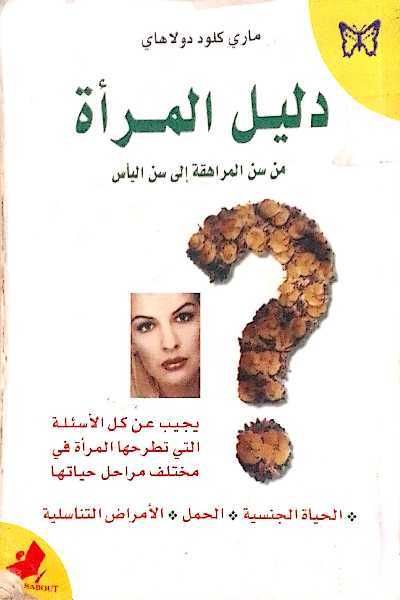 ماري كلود دولاهاي
دليل المرأة
من سن المراهقة إلى سن اليأس
يجيب عن كل الأسئلة
التي تطرحها المرأة في
مختلف مراحل حياتها
* الحياة الجنسية * الحمل * الأمراض التناسلية
SABOUT